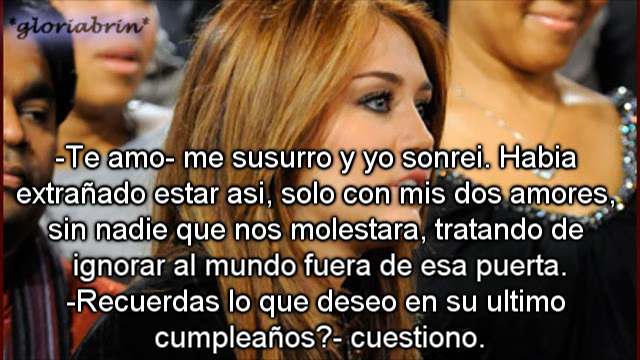 *gloriabrin*
-Te amo- me susurro y yo sonrei. Habia
extrañado estar asi, solo con mis dos amores,
sin nadie que nos molestara, tratando de
ignorar al mundo fuera de esa puerta.
-Recuerdas lo que deseo en su ultimo
cumpleaños?- cuestiono.